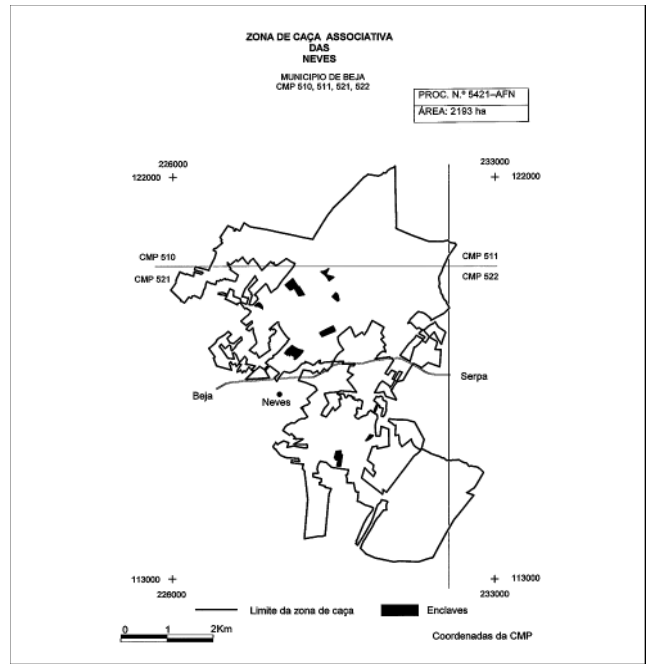 ZONA DE CAÇA ASSOCIATIVA
DAS
NEVES
MUNICIPIO DE BEJA
CMP 510, 511, 521, 522
PROC. N.º 5421–AFN
ÁREA: 2193 ha
226000
233000
122000
122000
CMP 510
CMP 511
CMP 521
CMP 522
Serpa
Beja
Neves
113000
113000
226000
233000
Limite da zona de caça
Enclaves
0 1 2Km
Coordenadas da CMP